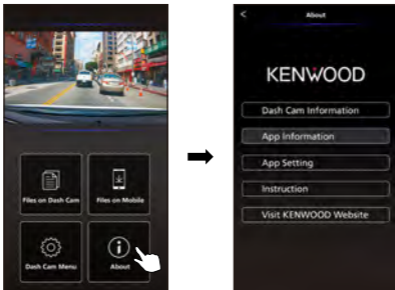 Files on Dash Cam
Files on Mobile
Dash Cam Menu
About
About
KENWOOD
Dash Cam Information
App Information
App Setting
Instruction
Visit KENWOOD Website